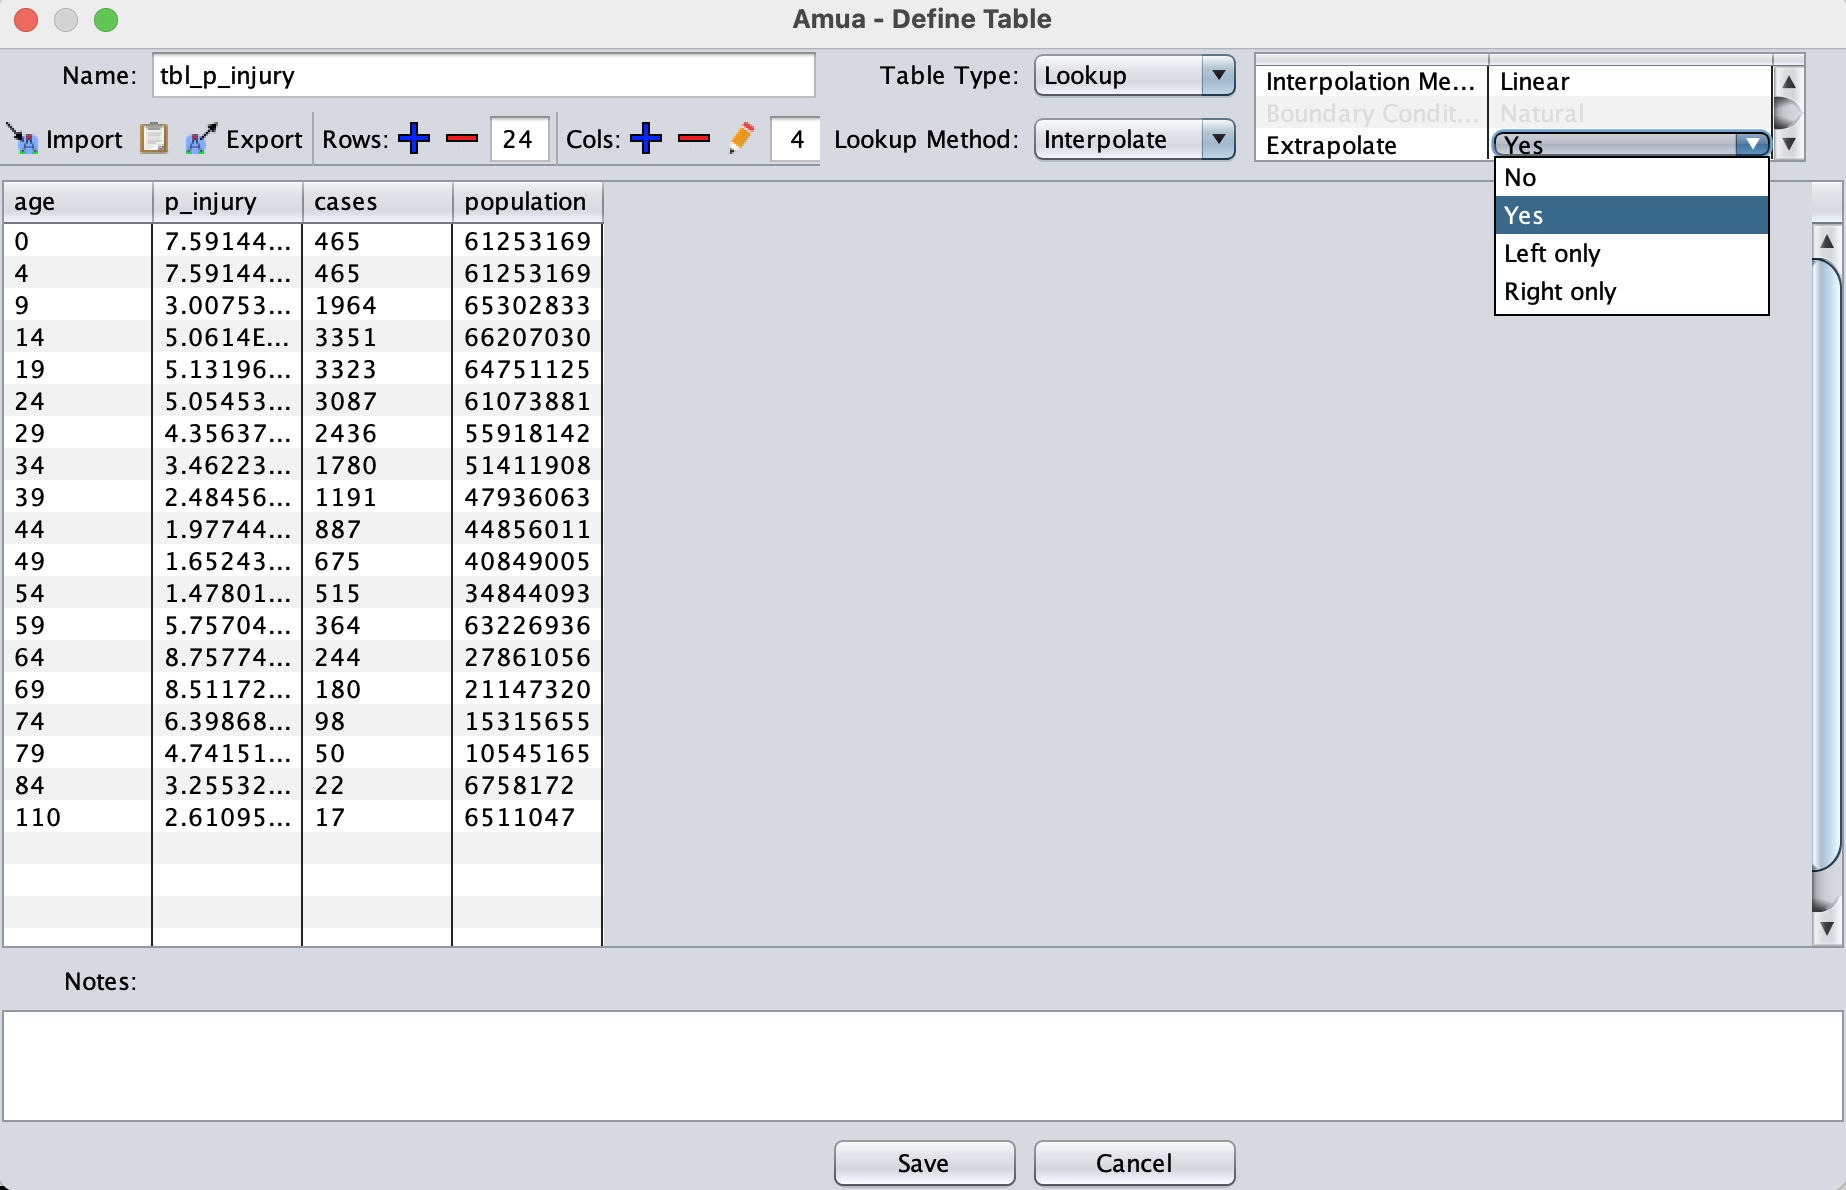 Amua - Define Table
Name: tbl_p_injury Table Type: Lookup
Interpolation Me... Linear
Boundary Condit... Natural
Import Export Rows: 24 Cols: 4 Lookup Method: Interpolate
Extrapolate Yes
No
Yes
Left only
Right only
age p_injury cases population
0 7.59144... 465 61253169
4 7.59144... 465 61253169
9 3.00753... 1964 65302833
14 5.0614E... 3351 66207030
19 5.13196... 3323 64751125
24 5.05453... 3087 61073881
29 4.35637... 2436 55918142
34 3.46223... 1780 51411908
39 2.48456... 1191 47936063
44 1.97744... 887 44856011
49 1.65243... 675 40849005
54 1.47801... 515 34844093
59 5.75704... 364 63226936
64 8.75774... 244 27861056
69 8.51172... 180 21147320
74 6.39868... 98 15315655
79 4.74151... 50 10545165
84 3.25532... 22 6758172
110 2.61095... 17 6511047
Notes:
Save Cancel